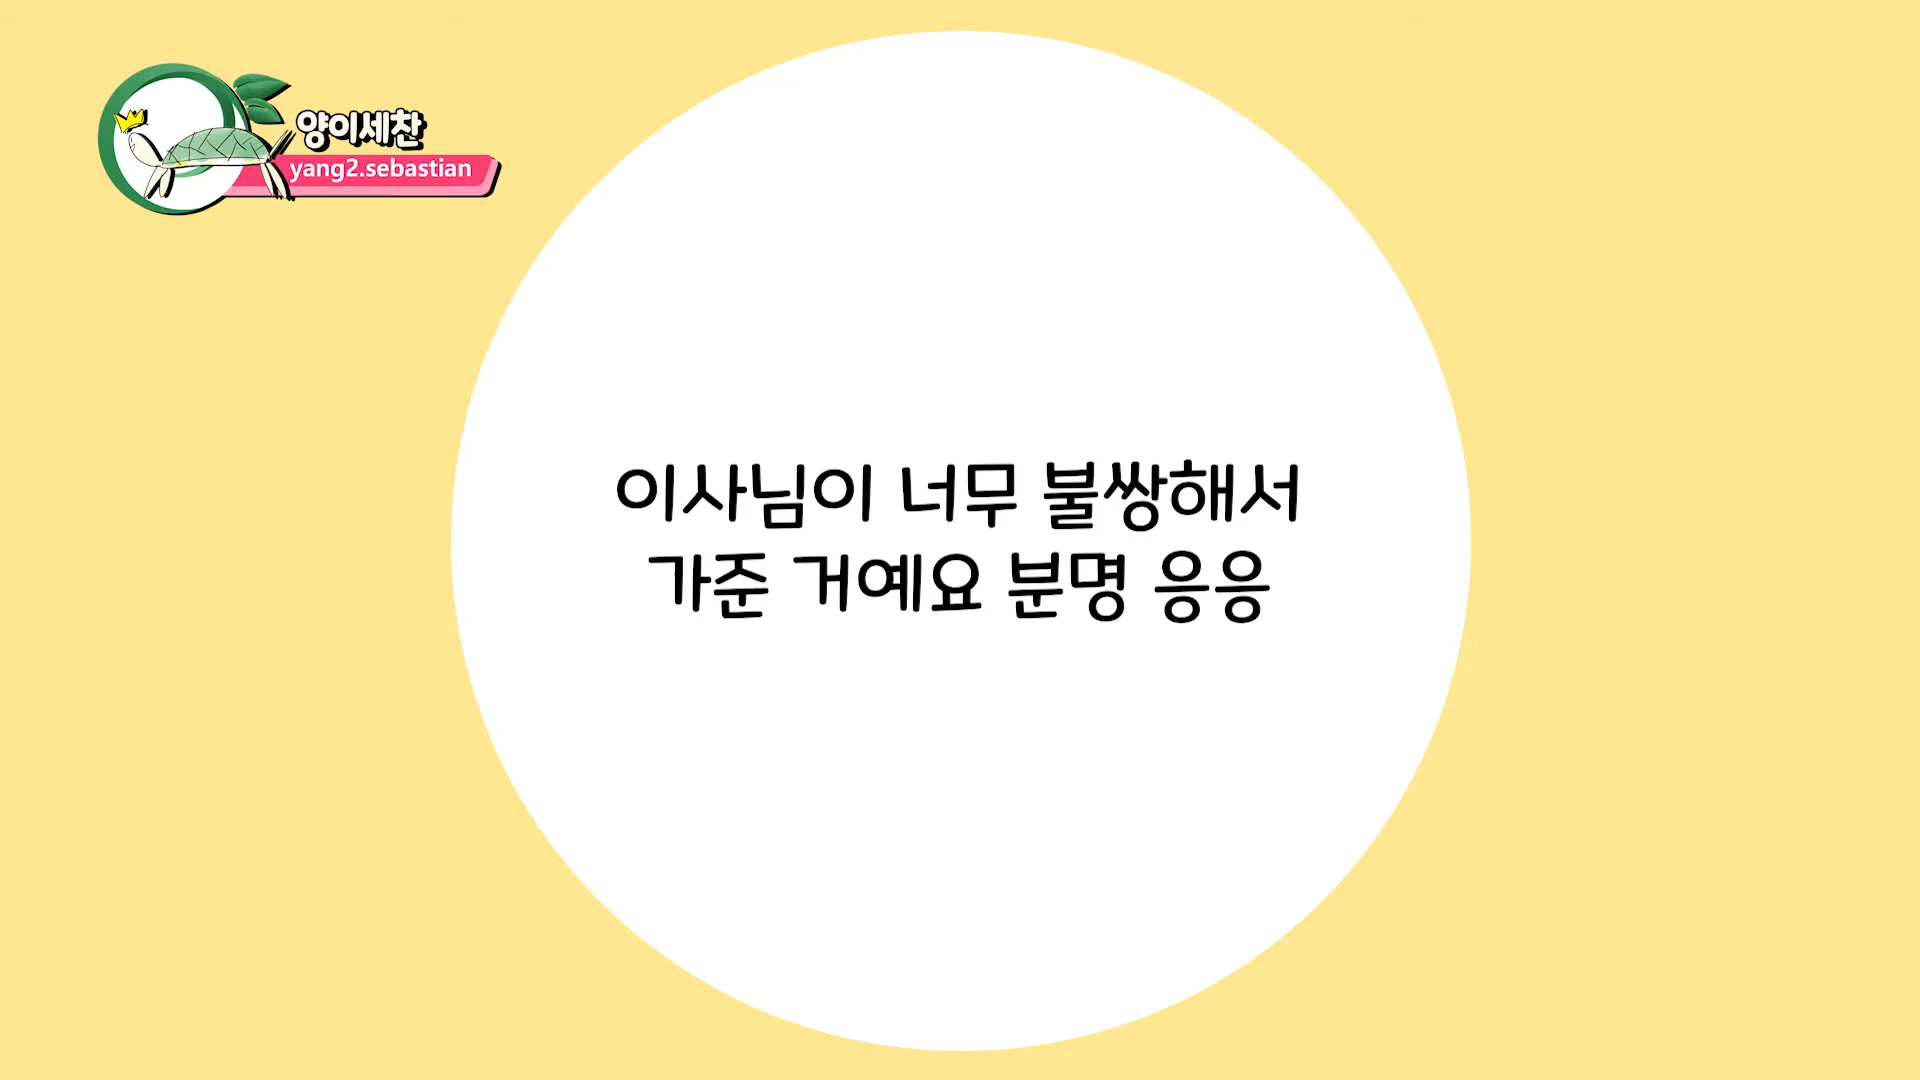 양이세찬
yang2.sebastian
이사님이 너무 불쌍해서
가준 거예요 분명 응응